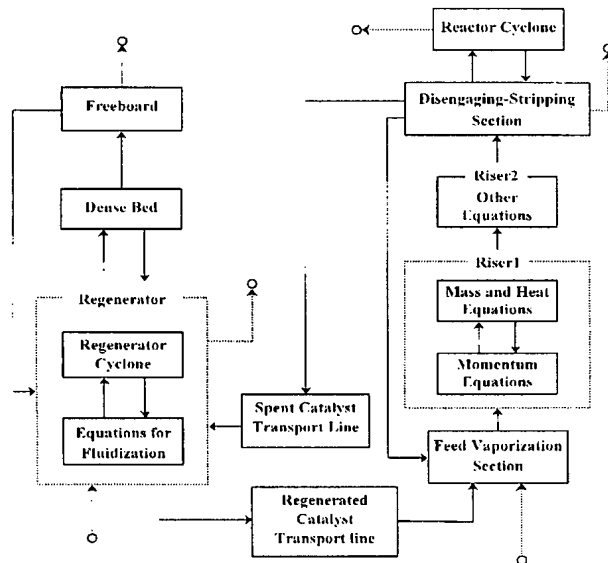 Reactor Cyclone
Freeboard
Disengaging-Stripping
Section
Riser2
Other
Equations
Dense Bed
Riser1
Mass and Heat
Equations
Momentum
Equations
Regenerator
Regenerator
Cyclone
Equations for
Fluidization
Spent Catalyst
Transport Line
Feed Vaporization
Section
Regenerated
Catalyst
Transport line